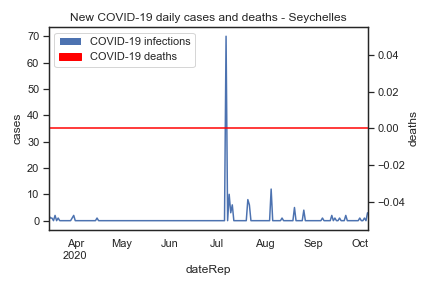 New COVID-19 daily cases and deaths - Seychelles
COVID-19 infections
COVID-19 deaths
70
60
50
40
30
20
10
0
cases
0.04
0.02
0.00
−0.02
−0.04
deaths
Apr
2020
May
Jun
Jul
Aug
Sep
Oct
dateRep